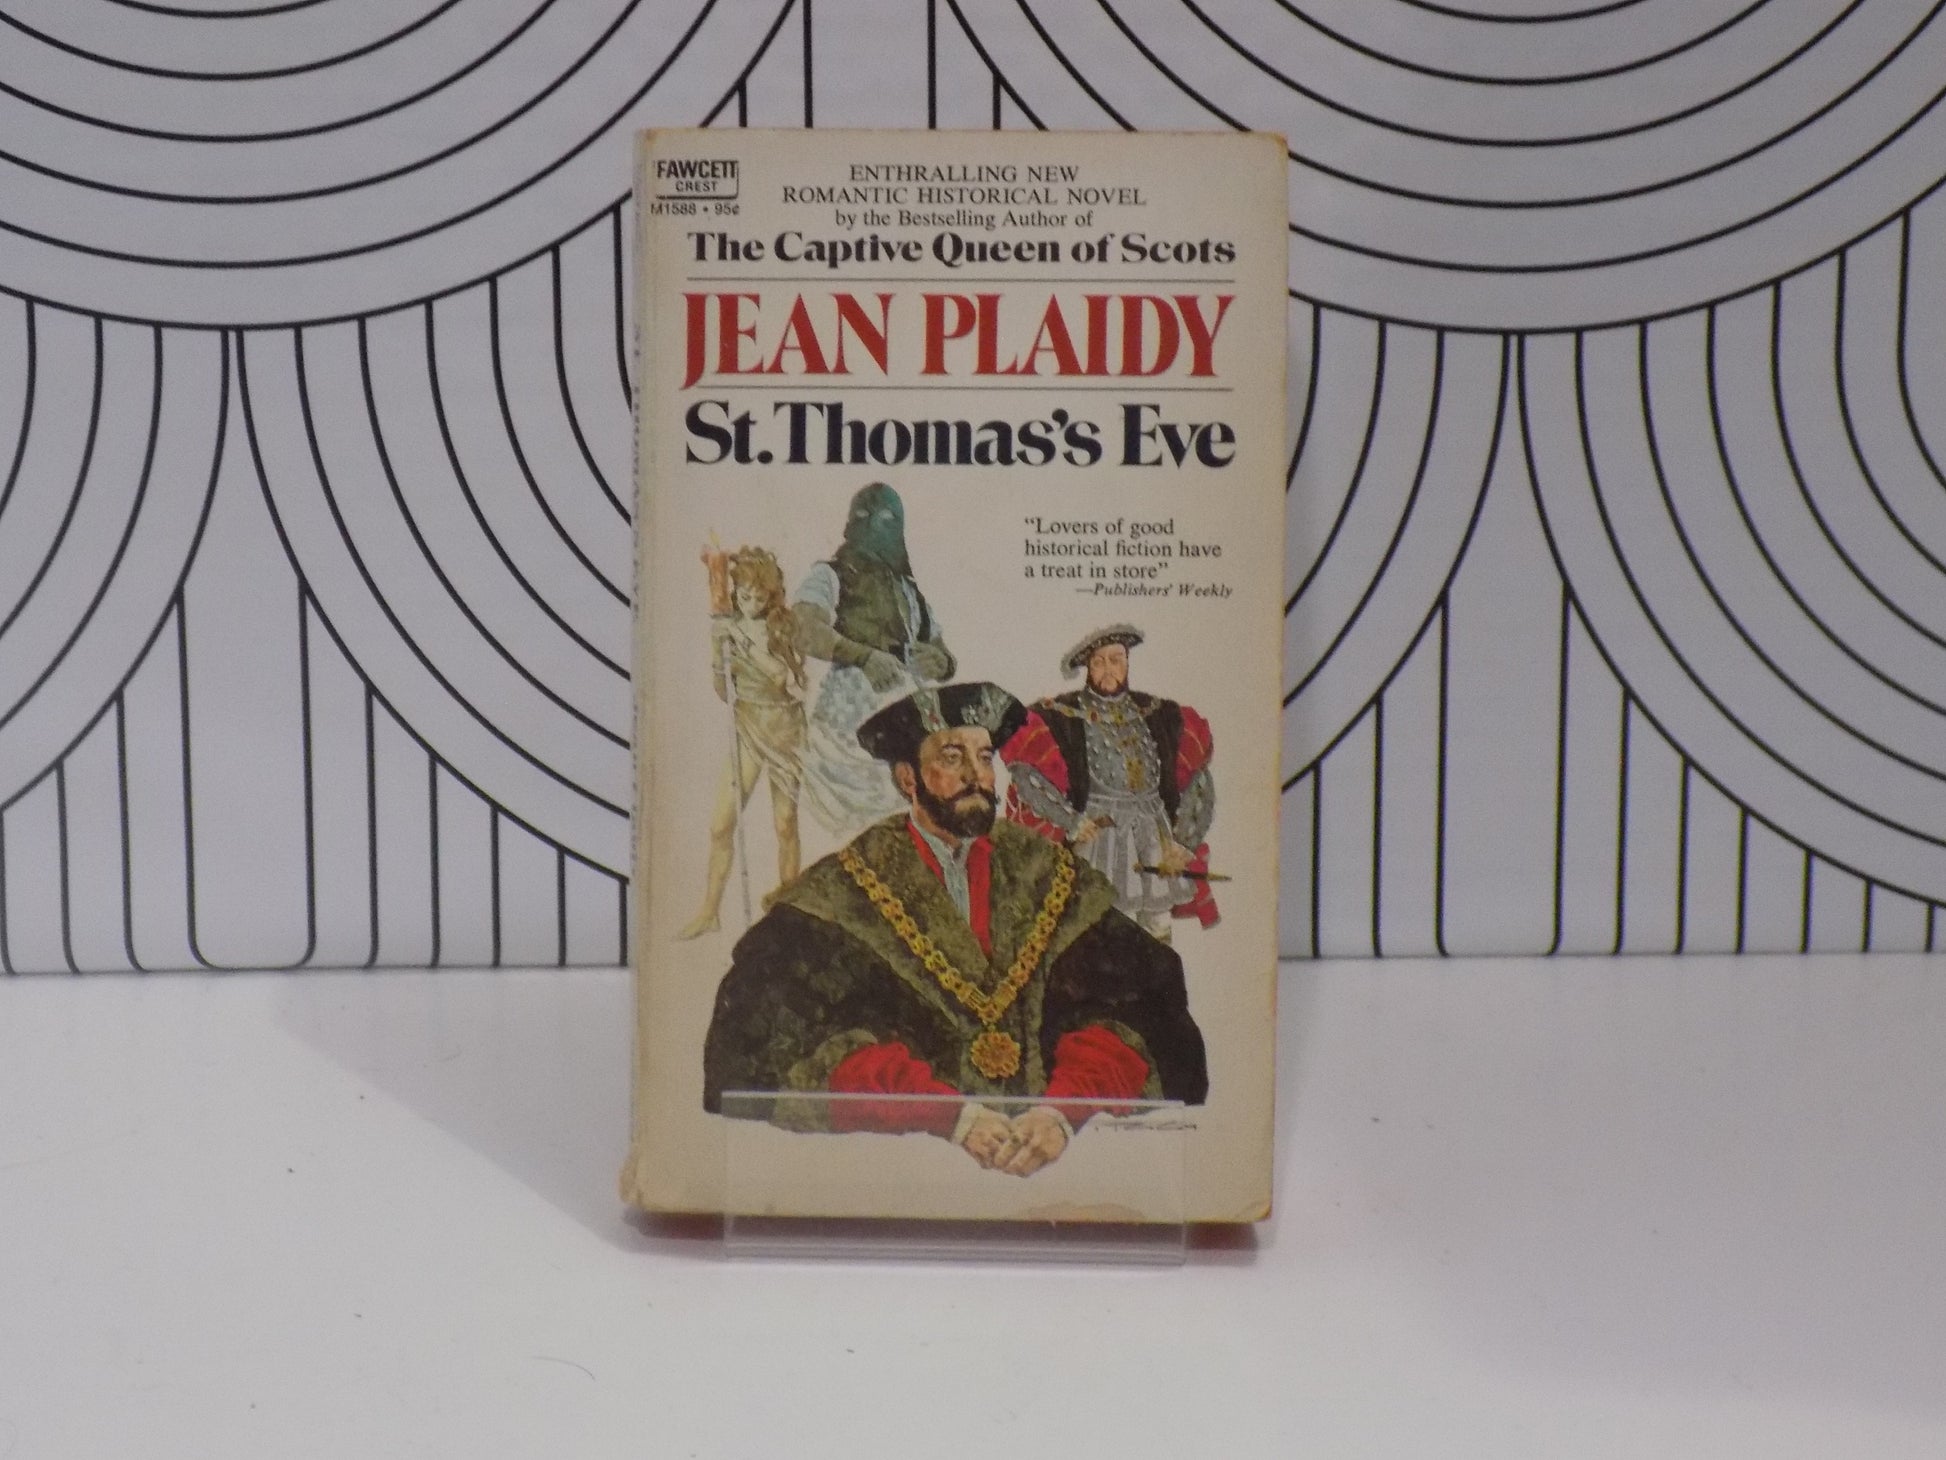 FAWCETT
CREST
M1588 • 95¢
ENTHRALLING NEW
ROMANTIC HISTORICAL NOVEL
by the Bestselling Author of
The Captive Queen of Scots
JEAN PLAIDY
St. Thomas's Eve
“Lovers of good
historical fiction have
a treat in store”
—Publishers' Weekly